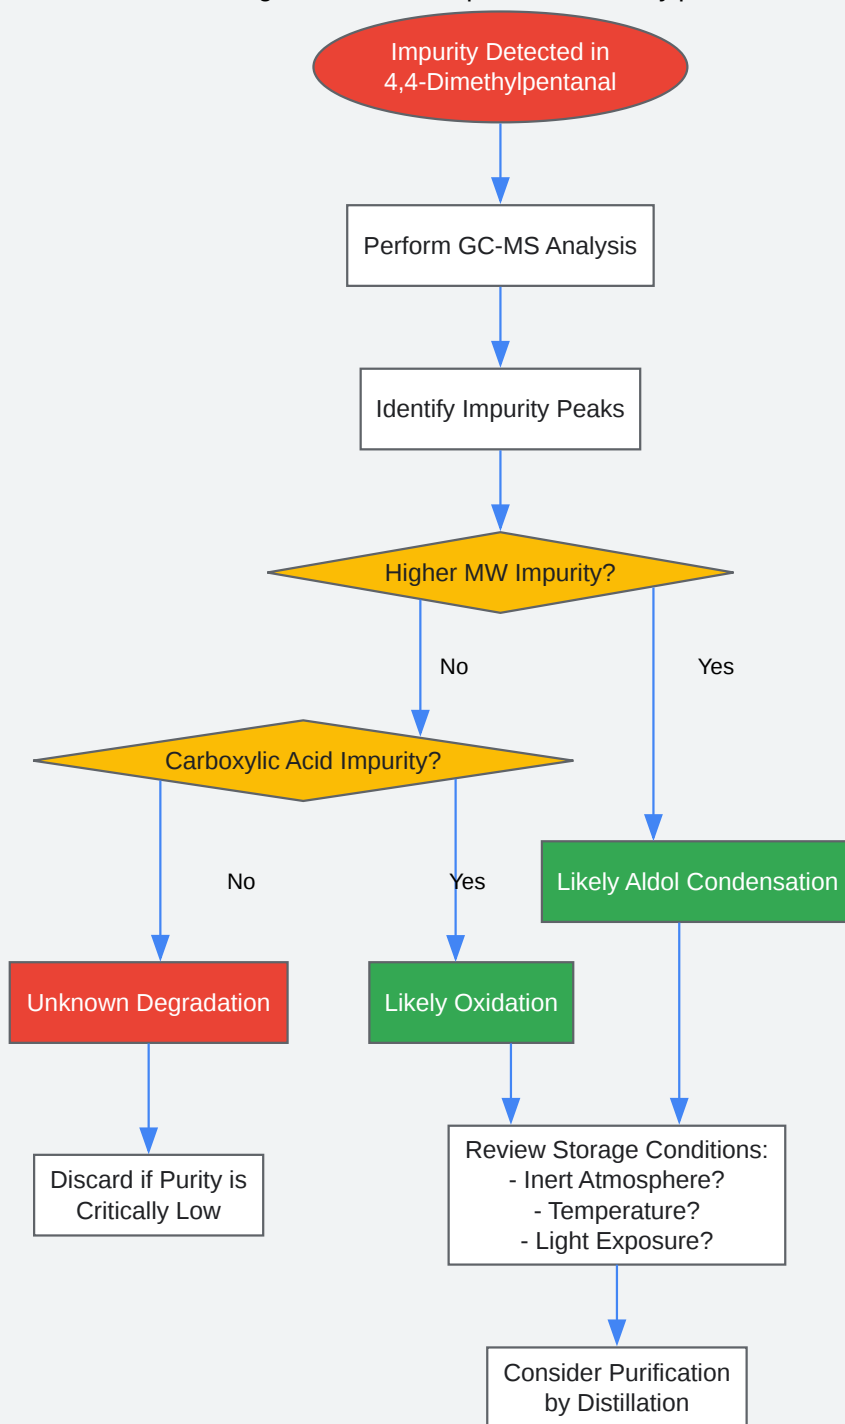 Impurity Detected in
4,4-Dimethylpentanal
Perform GC-MS Analysis
Identify Impurity Peaks
Higher MW Impurity?
No
Yes
Carboxylic Acid Impurity?
No
Yes
Likely Aldol Condensation
Unknown Degradation
Likely Oxidation
Discard if Purity is
Critically Low
Review Storage Conditions:
- Inert Atmosphere?
- Temperature?
- Light Exposure?
Consider Purification
by Distillation